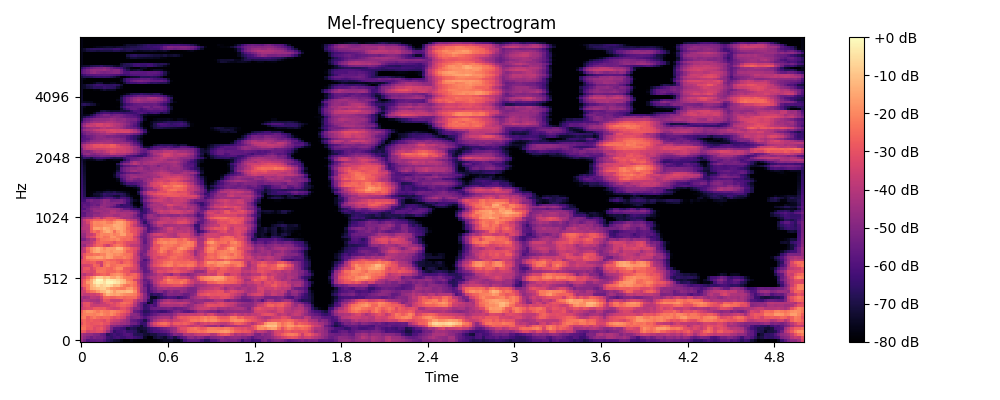 Mel-frequency spectrogram
+0 dB
-10 dB
-20 dB
-30 dB
-40 dB
-50 dB
-60 dB
-70 dB
-80 dB
Hz
4096
2048
1024
512
0
0 0.6 1.2 1.8 2.4 3 3.6 4.2 4.8
Time